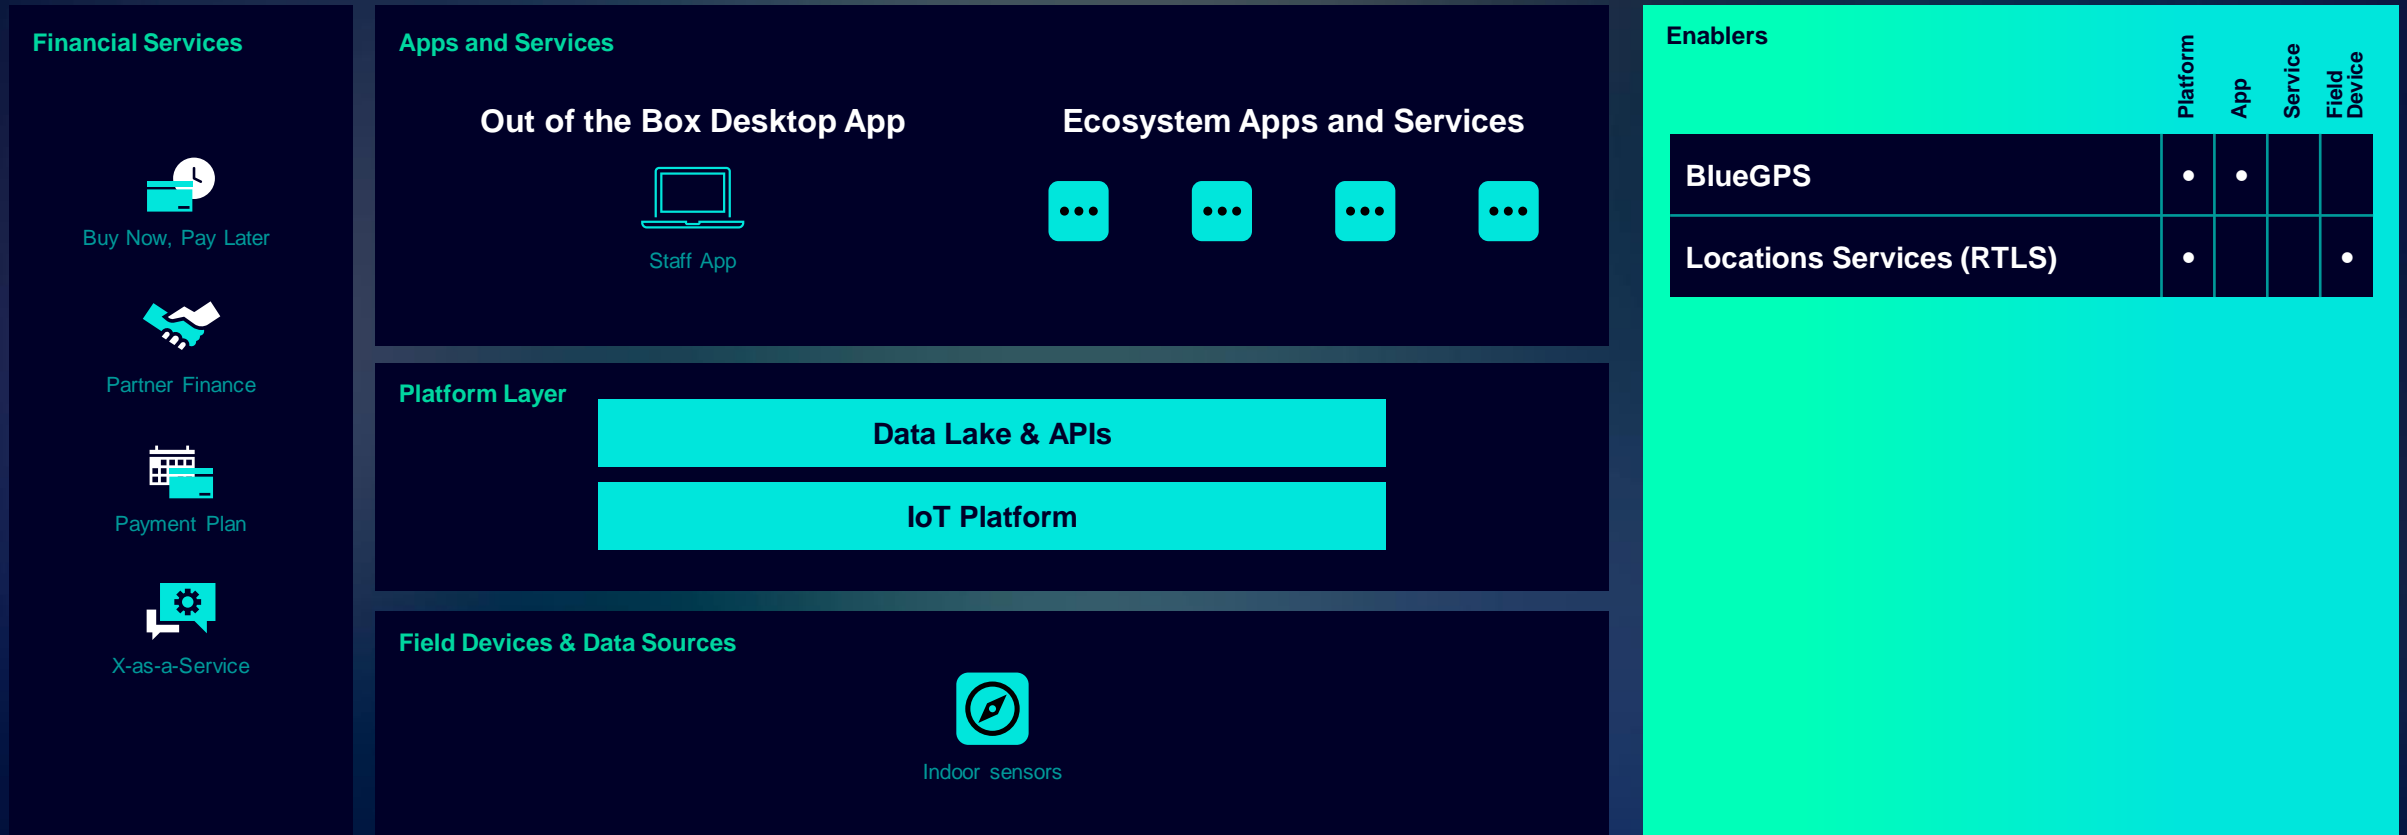 Financial Services
Buy Now, Pay Later
Partner Finance
Payment Plan
X-as-a-Service
Apps and Services
Out of the Box Desktop App
Staff App
Ecosystem Apps and Services
Platform Layer
Data Lake & APIs
IoT Platform
Field Devices & Data Sources
Indoor sensors
Enablers
Platform
App
Service
Field
Device
BlueGPS
Locations Services (RTLS)